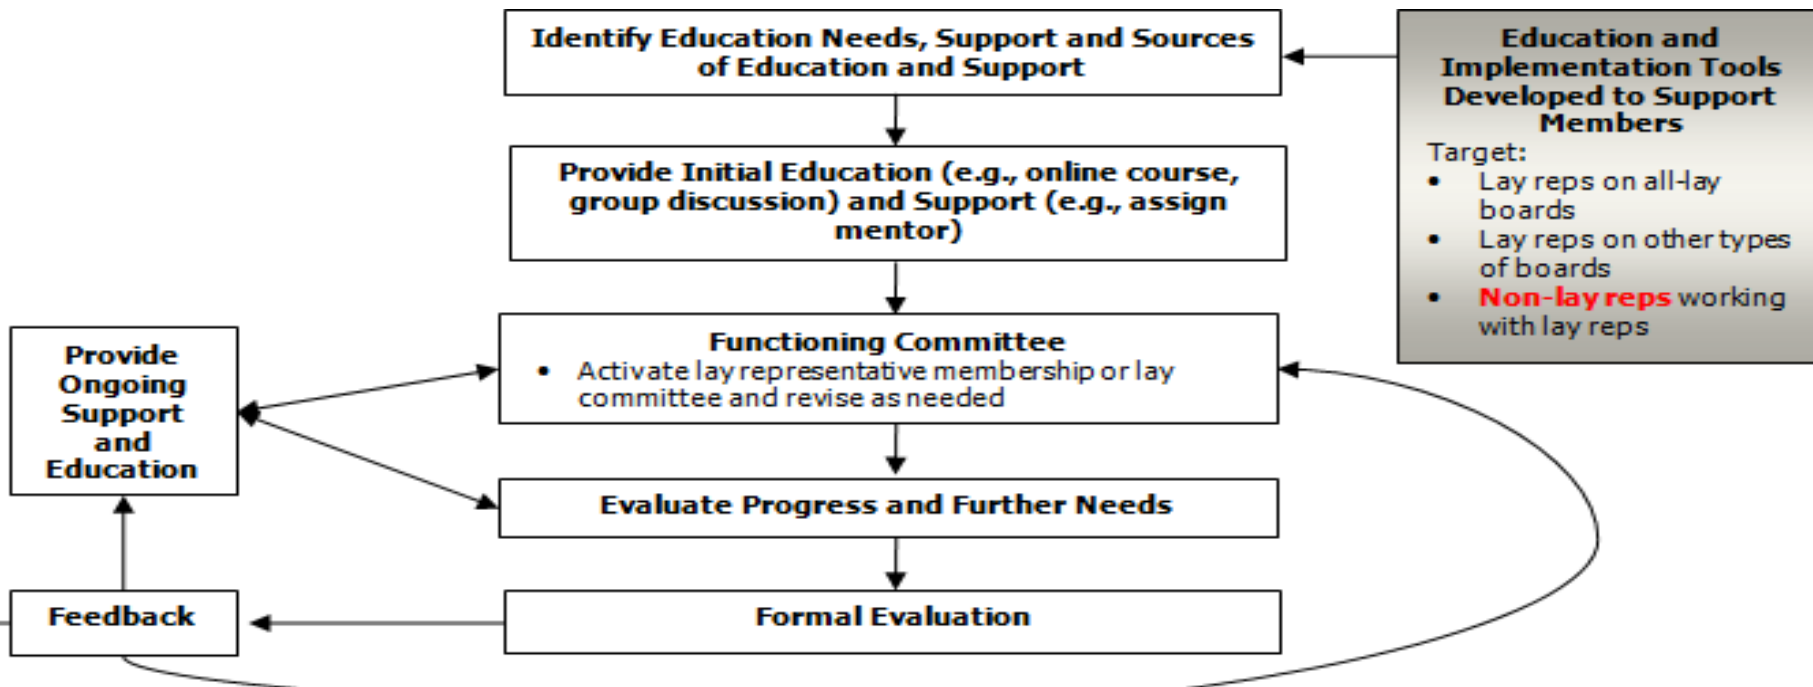 Identify Education Needs, Support and Sources
of Education and Support
Education and
Implementation Tools
Developed to Support
Members
Target:
• Lay reps on all-lay
boards
• Lay reps on other types
of boards
• Non-lay reps working
with lay reps
Provide Initial Education (e.g., online course,
group discussion) and Support (e.g., assign
mentor)
Functioning Committee
• Activate lay representative membership or lay
committee and revise as needed
Provide
Ongoing
Support
and
Education
Evaluate Progress and Further Needs
Feedback
Formal Evaluation